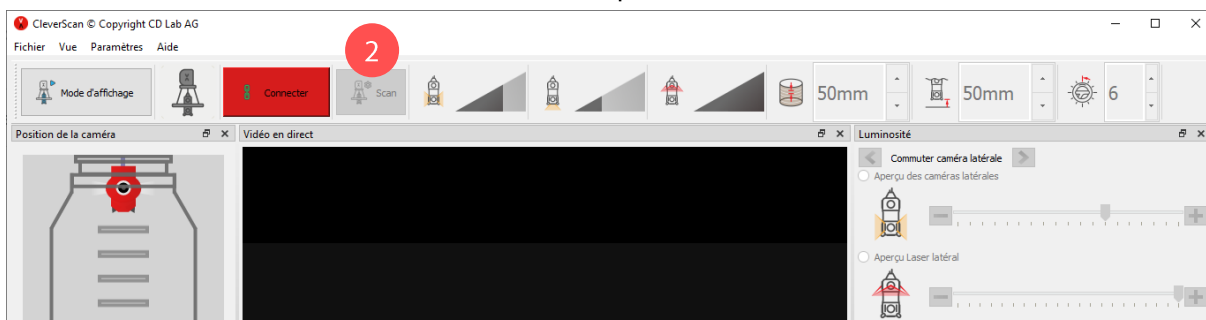 CleverScan © Copyright CD Lab AG
Fichier Vue Paramètres Aide
2
Mode d'affichage
Connecter
Scan
50mm
50mm
6
Position de la caméra
Vidéo en direct
Luminosité
Commuter caméra latérale
Aperçu des caméras latérales
Aperçu Laser latéral